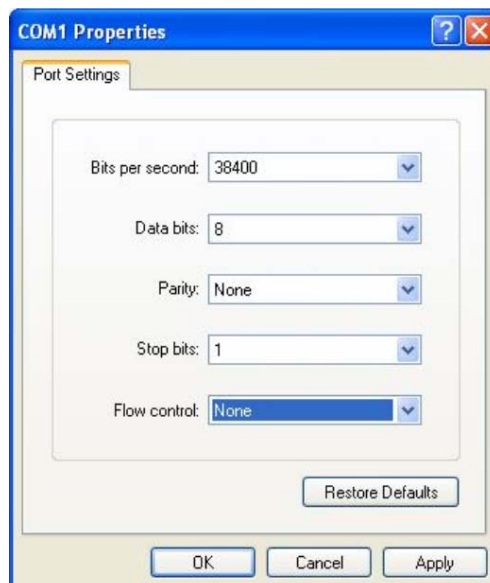 COM1 Properties
Port Settings
Bits per second: 38400
Data bits: 8
Parity: None
Stop bits: 1
Flow control: None
Restore Defaults
OK Cancel Apply